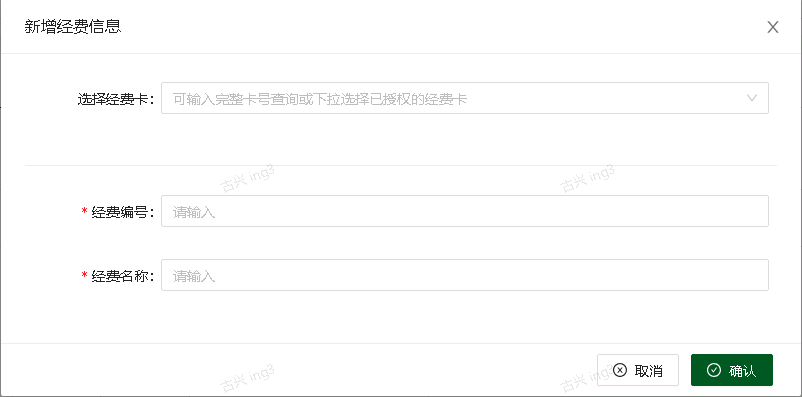 新增经费信息
选择经费卡: 可输入完整卡号查询或下拉选择已授权的经费卡
古兴 ing3 古兴 ing3
* 经费编号: 请输入
* 经费名称: 请输入
古兴 ing3 古兴 ing3
取消 确认